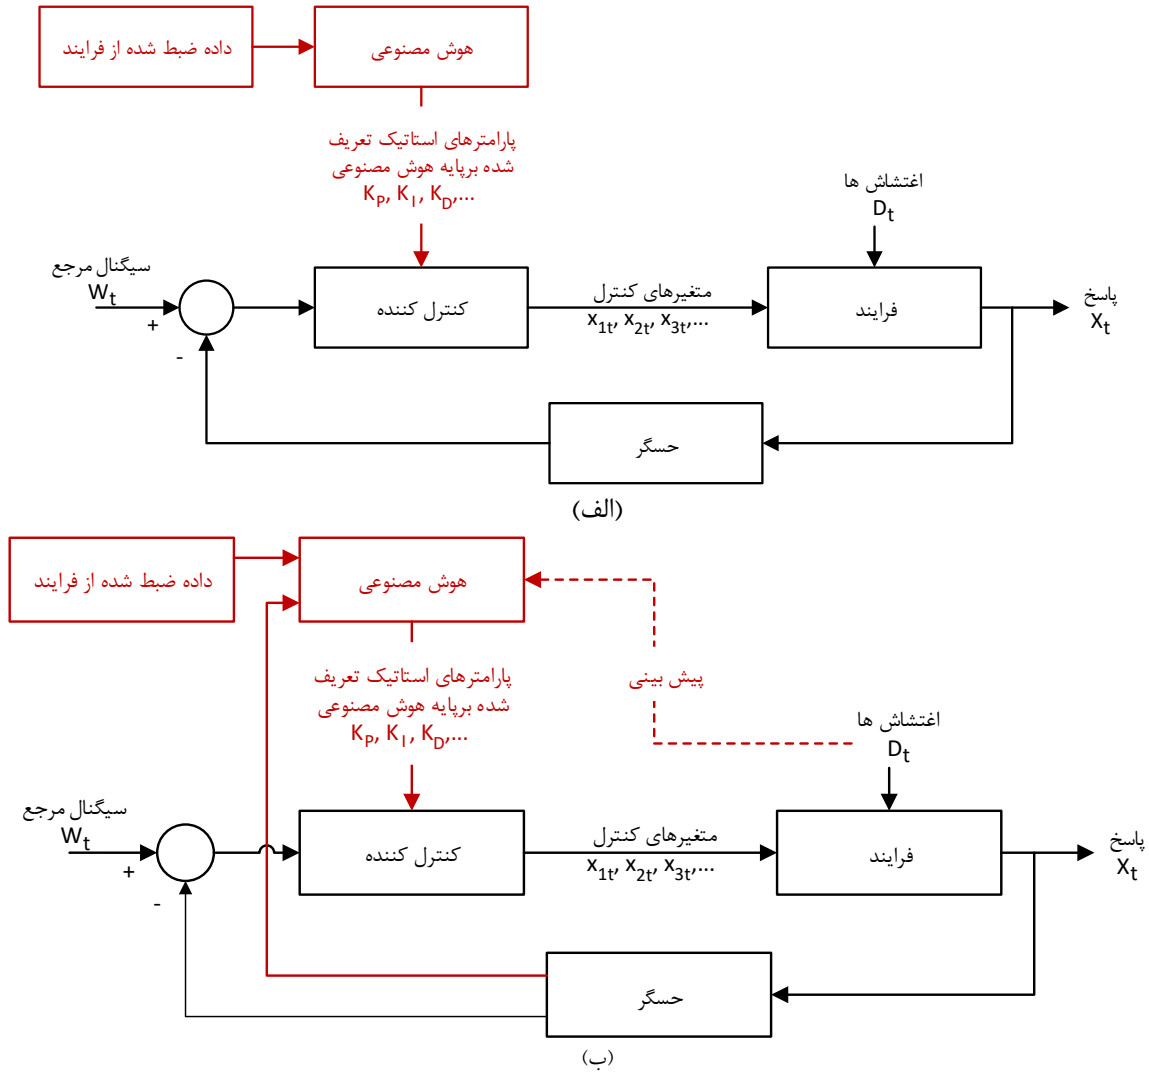 داده ضبط شده از فرایند
هوش مصنوعی
پارامترهای استاتیک تعریف
شده برپایه هوش مصنوعی
K_P, K_I, K_D,...
اغتشاش ها
D_t
سیگنال مرجع
W_t
+
-
کنترل کننده
متغیرهای کنترل
x_1t, x_2t, x_3t,...
فرایند
پاسخ
X_t
حسگر
(الف)
داده ضبط شده از فرایند
هوش مصنوعی
پارامترهای استاتیک تعریف
شده برپایه هوش مصنوعی
K_P, K_I, K_D,...
پیش بینی
اغتشاش ها
D_t
سیگنال مرجع
W_t
+
-
کنترل کننده
متغیرهای کنترل
x_1t, x_2t, x_3t,...
فرایند
پاسخ
X_t
حسگر
(ب)